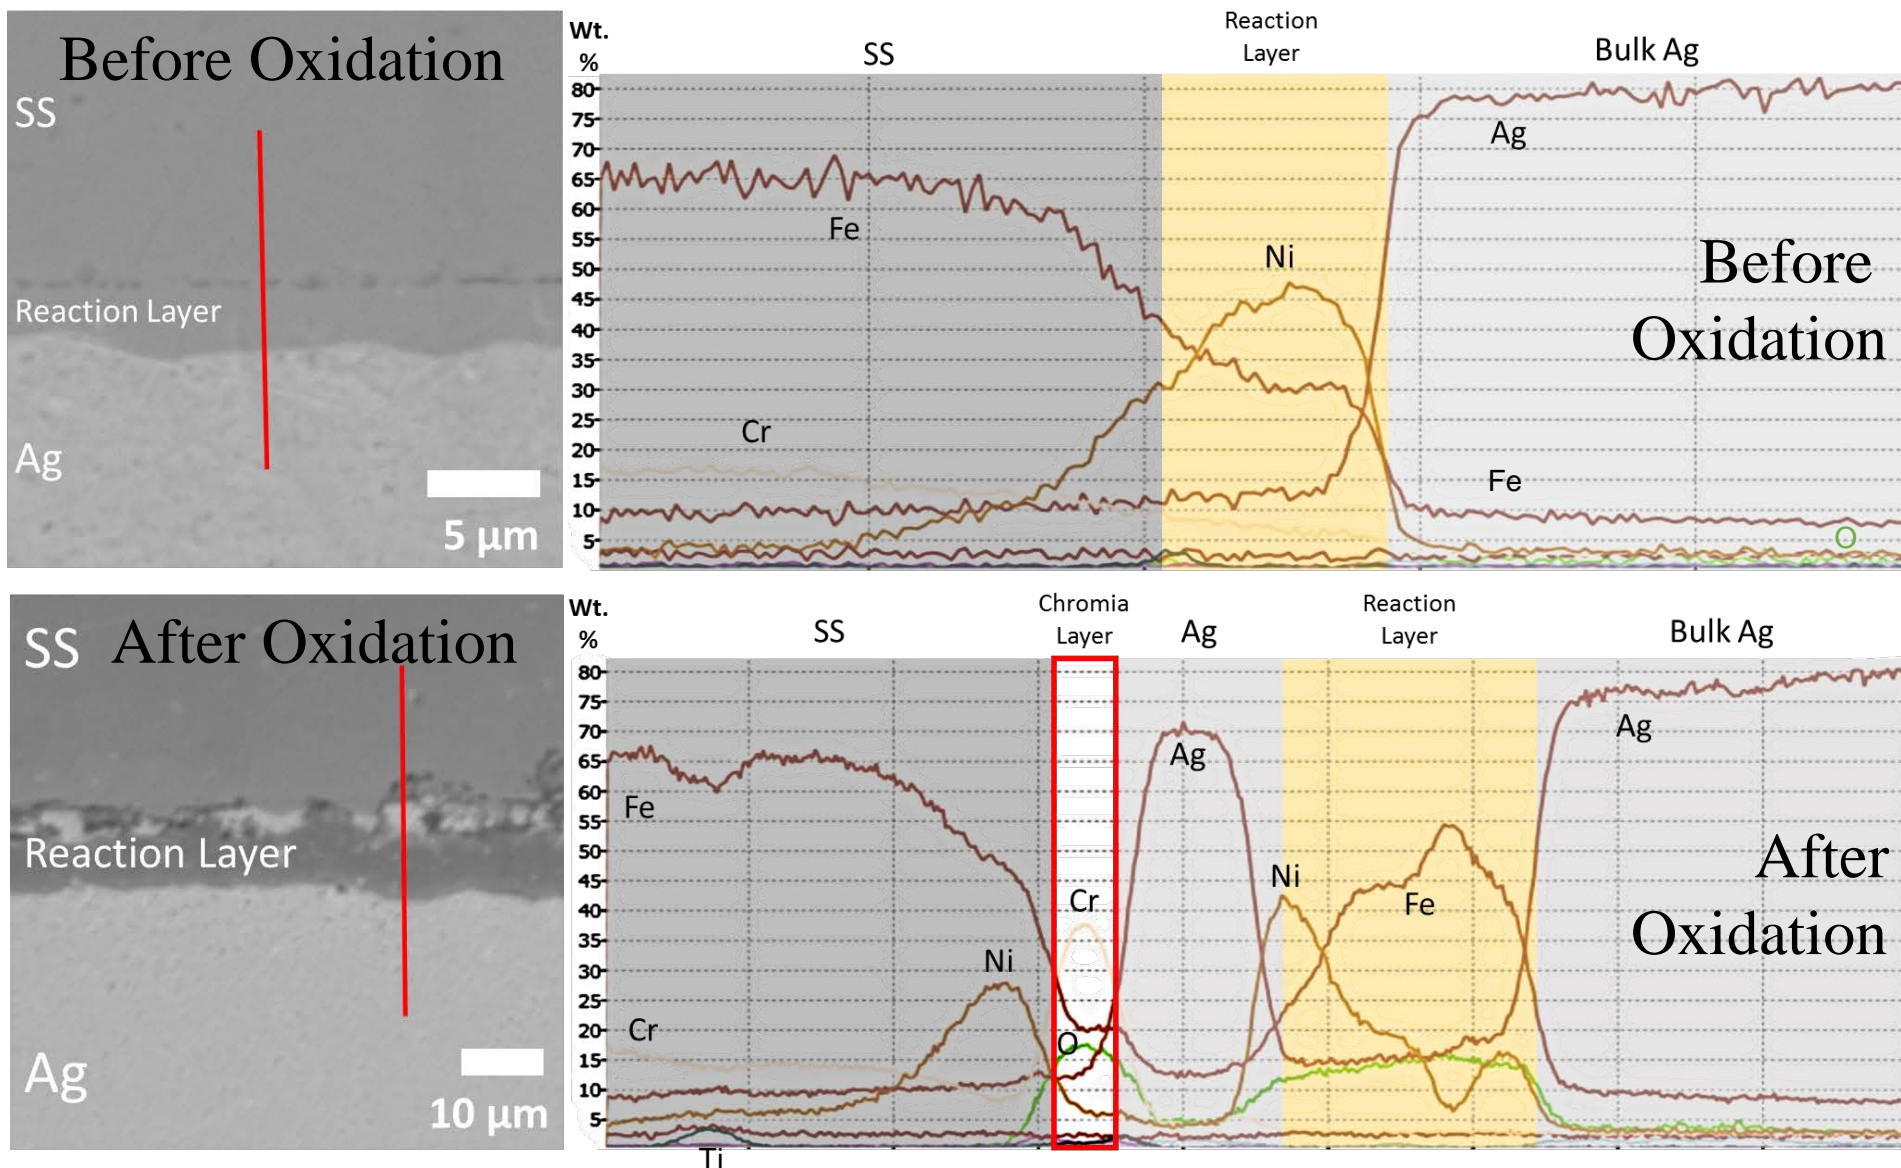 Before Oxidation
SS
Reaction Layer
Ag
5 µm
Wt.
%
SS
Reaction
Layer
Bulk Ag
80
75
70
65
60
55
50
45
40
35
30
25
20
15
10
5
Fe
Cr
Ni
Ag
Fe
O
Before
Oxidation
SS After Oxidation
Reaction Layer
Ag
10 µm
Wt.
%
SS
Chromia
Layer
Ag
Reaction
Layer
Bulk Ag
80
75
70
65
60
55
50
45
40
35
30
25
20
15
10
5
Fe
Cr
Ni
Ti
Cr
O
Ag
Ni
Fe
Ag
After
Oxidation